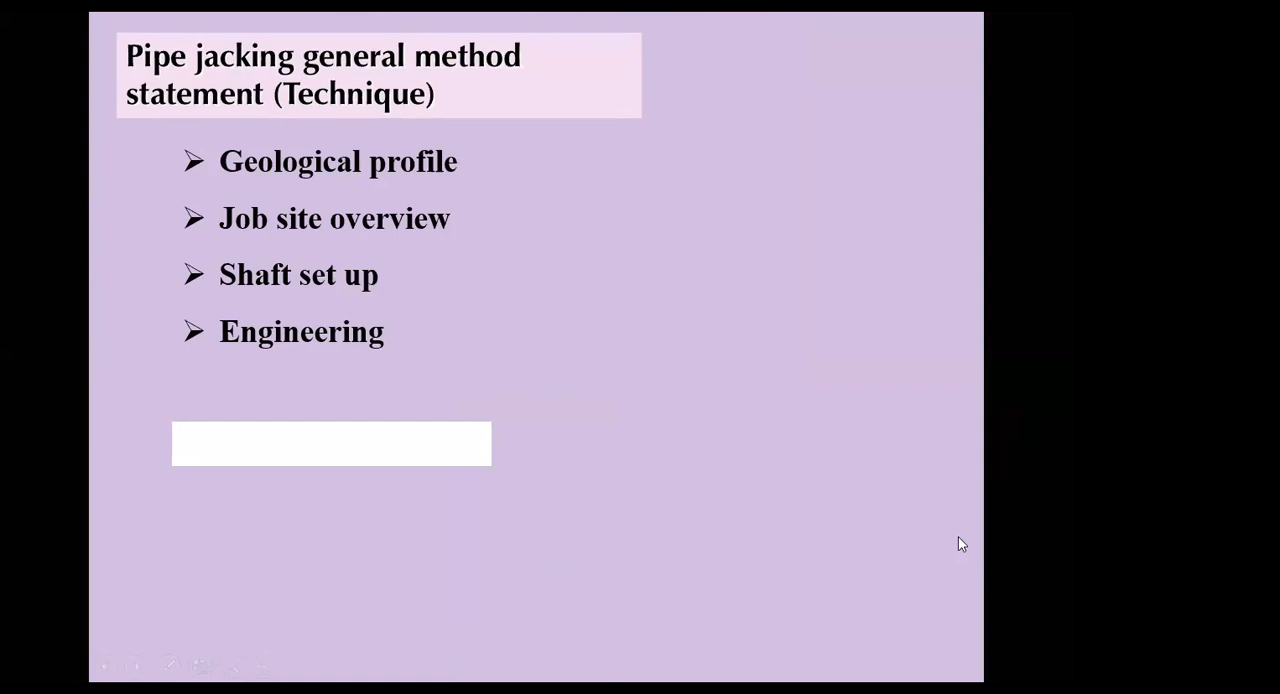 Pipe jacking general method
statement (Technique)
➢ Geological profile
➢ Job site overview
➢ Shaft set up
➢ Engineering